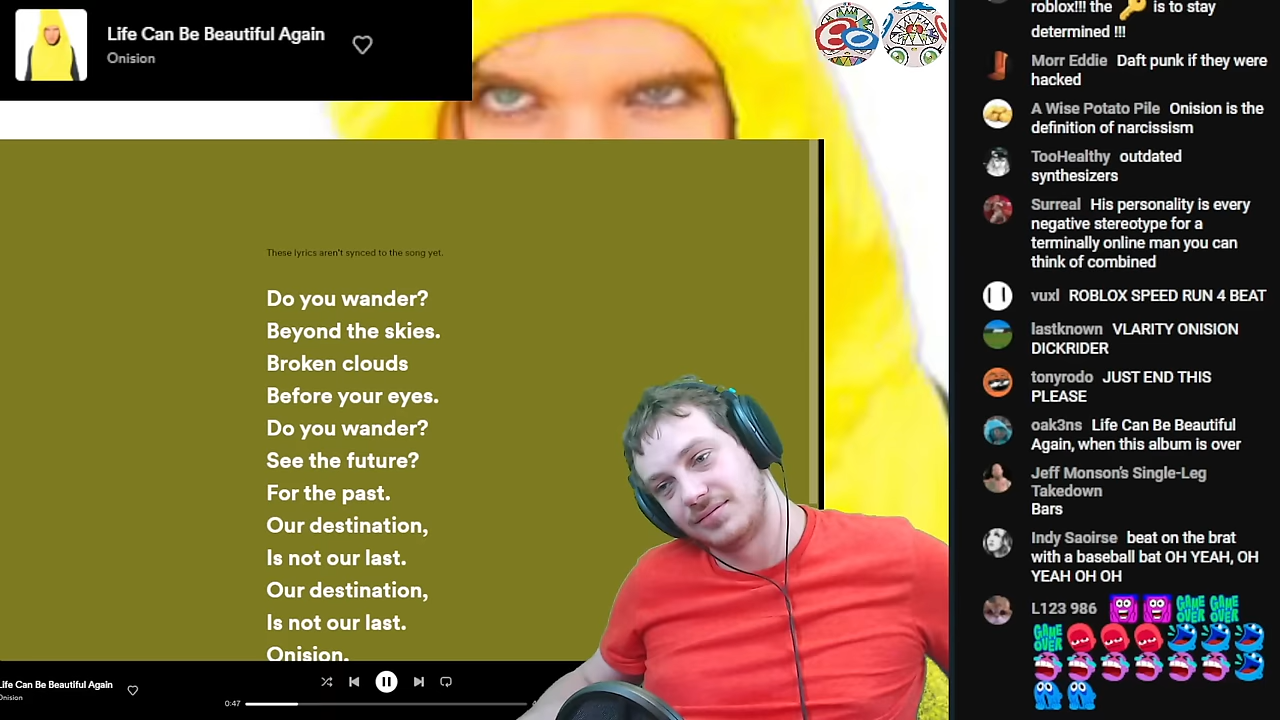 Life Can Be Beautiful Again
Onision
These lyrics aren't synced to the song yet.
Do you wander?
Beyond the skies.
Broken clouds
Before your eyes.
Do you wander?
See the future?
For the past.
Our destination,
Is not our last.
Our destination,
Is not our last.
Onision.
Life Can Be Beautiful Again
Onision
0:47
roblox!!! the is to stay
determined !!!
Morr Eddie Daft punk if they were
hacked
A Wise Potato Pile Onision is the
definition of narcissism
TooHealthy outdated
synthesizers
Surreal His personality is every
negative stereotype for a
terminally online man you can
think of combined
vuxl ROBLOX SPEED RUN 4 BEAT
lastknown VLARITY ONISION
DICKRIDER
tonyrodo JUST END THIS
PLEASE
oak3ns Life Can Be Beautiful
Again, when this album is over
Jeff Monson's Single-Leg
Takedown
Bars
Indy Saoirse beat on the brat
with a baseball bat OH YEAH, OH
YEAH OH OH
L123 986 GAME OVER GAME OVER
GAME OVER